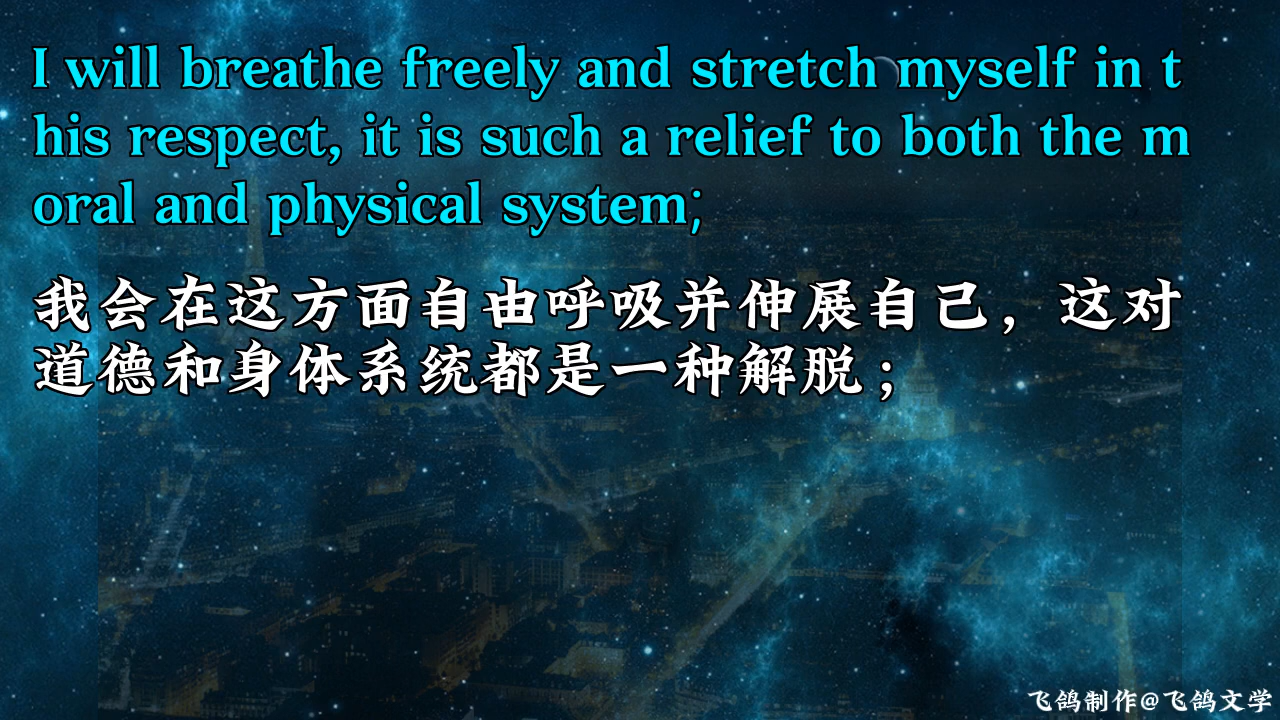 I will breathe freely and stretch myself in t
his respect, it is such a relief to both the m
oral and physical system;
我会在这方面自由呼吸并伸展自己，这对
道德和身体系统都是一种解脱；
飞鸽制作@飞鸽文学